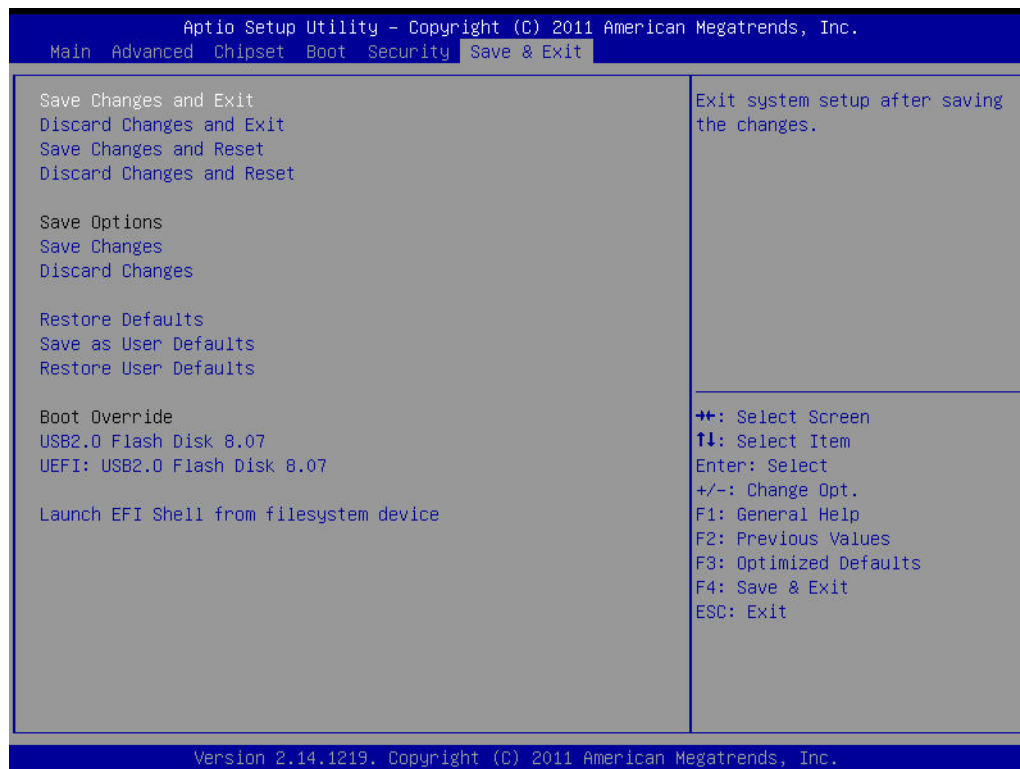 Aptio Setup Utility – Copyright (C) 2011 American Megatrends, Inc.
Main Advanced Chipset Boot Security Save & Exit
Save Changes and Exit
Discard Changes and Exit
Save Changes and Reset
Discard Changes and Reset
Save Options
Save Changes
Discard Changes
Restore Defaults
Save as User Defaults
Restore User Defaults
Boot Override
USB2.0 Flash Disk 8.07
UEFI: USB2.0 Flash Disk 8.07
Launch EFI Shell from filesystem device
Exit system setup after saving
the changes.
→←: Select Screen
↑↓: Select Item
Enter: Select
+/-: Change Opt.
F1: General Help
F2: Previous Values
F3: Optimized Defaults
F4: Save & Exit
ESC: Exit
Version 2.14.1219. Copyright (C) 2011 American Megatrends, Inc.